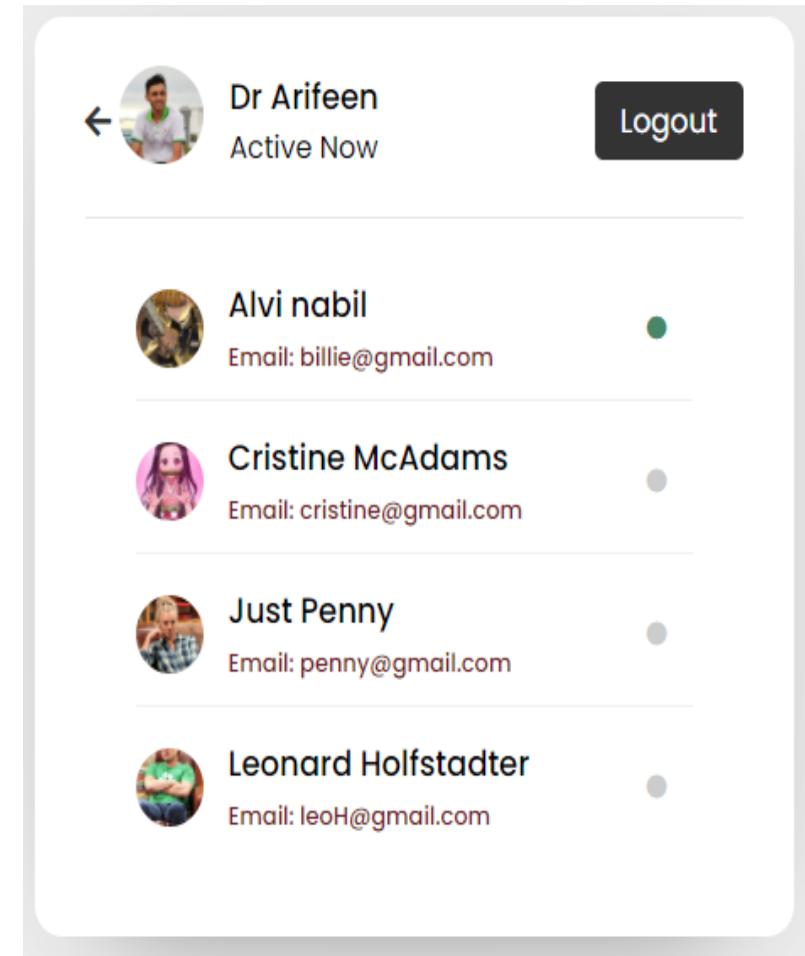 Dr Arifeen
Active Now
Logout
Alvi nabil
Email: billie@gmail.com
Cristine McAdams
Email: cristine@gmail.com
Just Penny
Email: penny@gmail.com
Leonard Holfstadter
Email: leoH@gmail.com